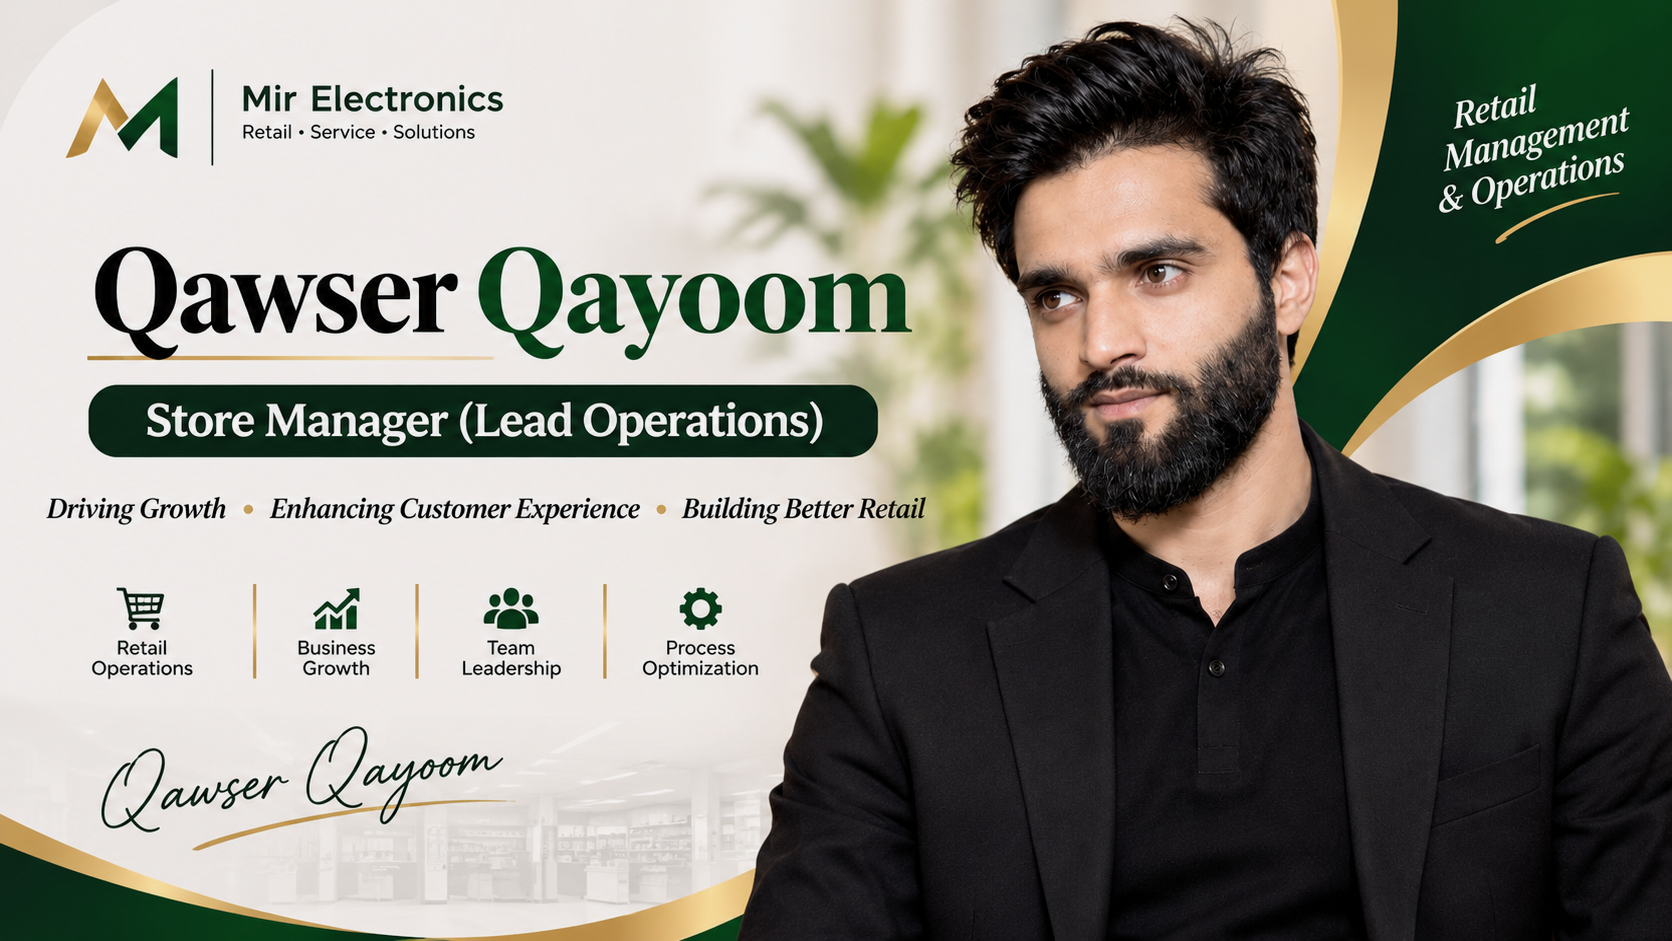 Mir Electronics
Retail • Service • Solutions
Retail
Management
& Operations
Qawser Qayoom
Store Manager (Lead Operations)
Driving Growth • Enhancing Customer Experience • Building Better Retail
Retail
Operations
Business
Growth
Team
Leadership
Process
Optimization
Qawser Qayoom